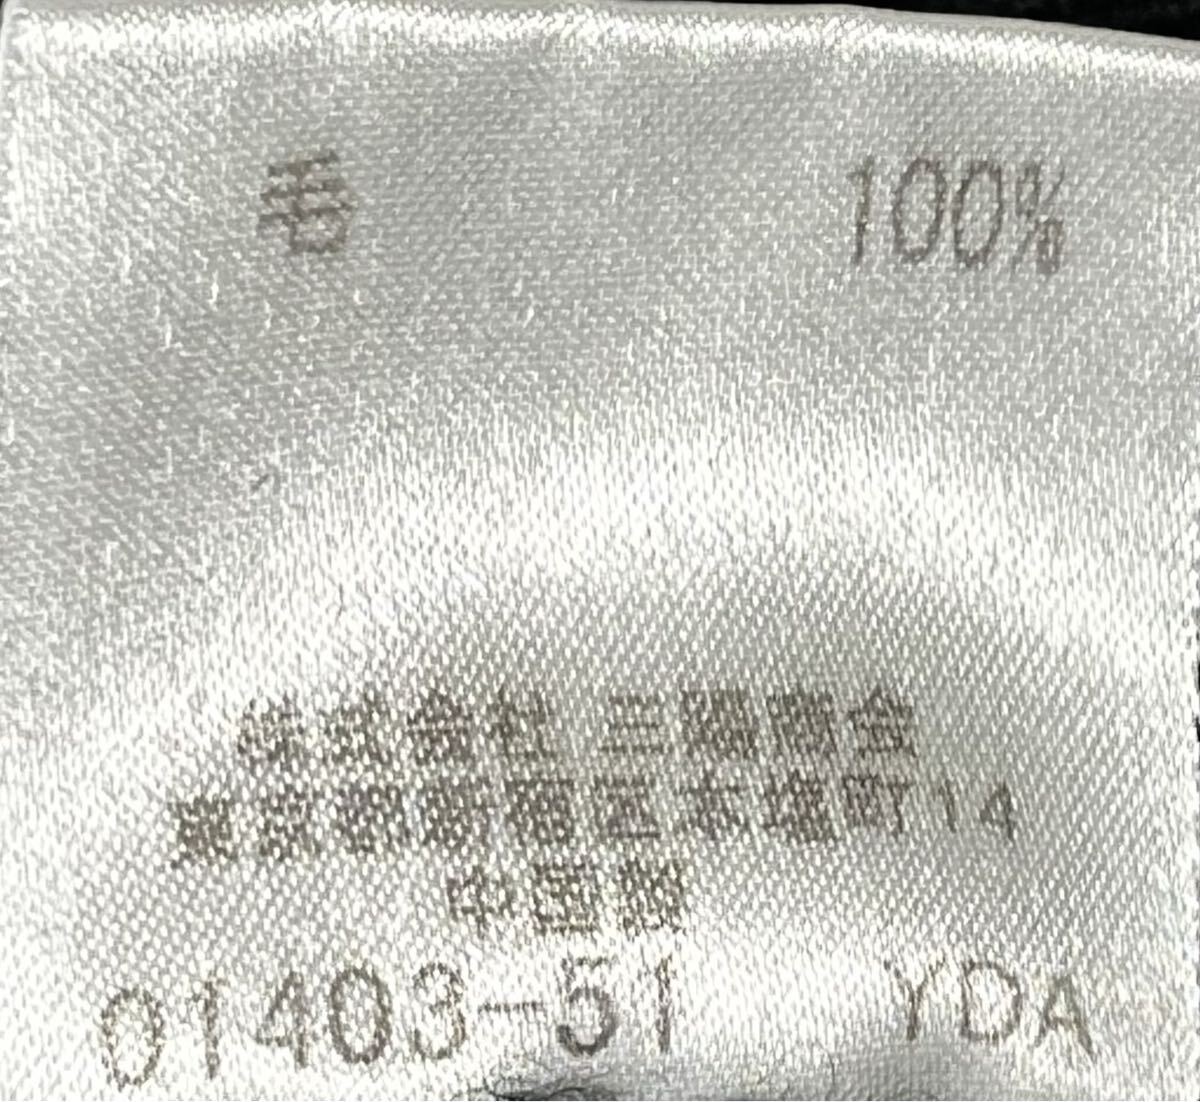 毛 100%
株式会社 三陽商会
東京都新宿区本塩町14
中国製
01403-51 YDA